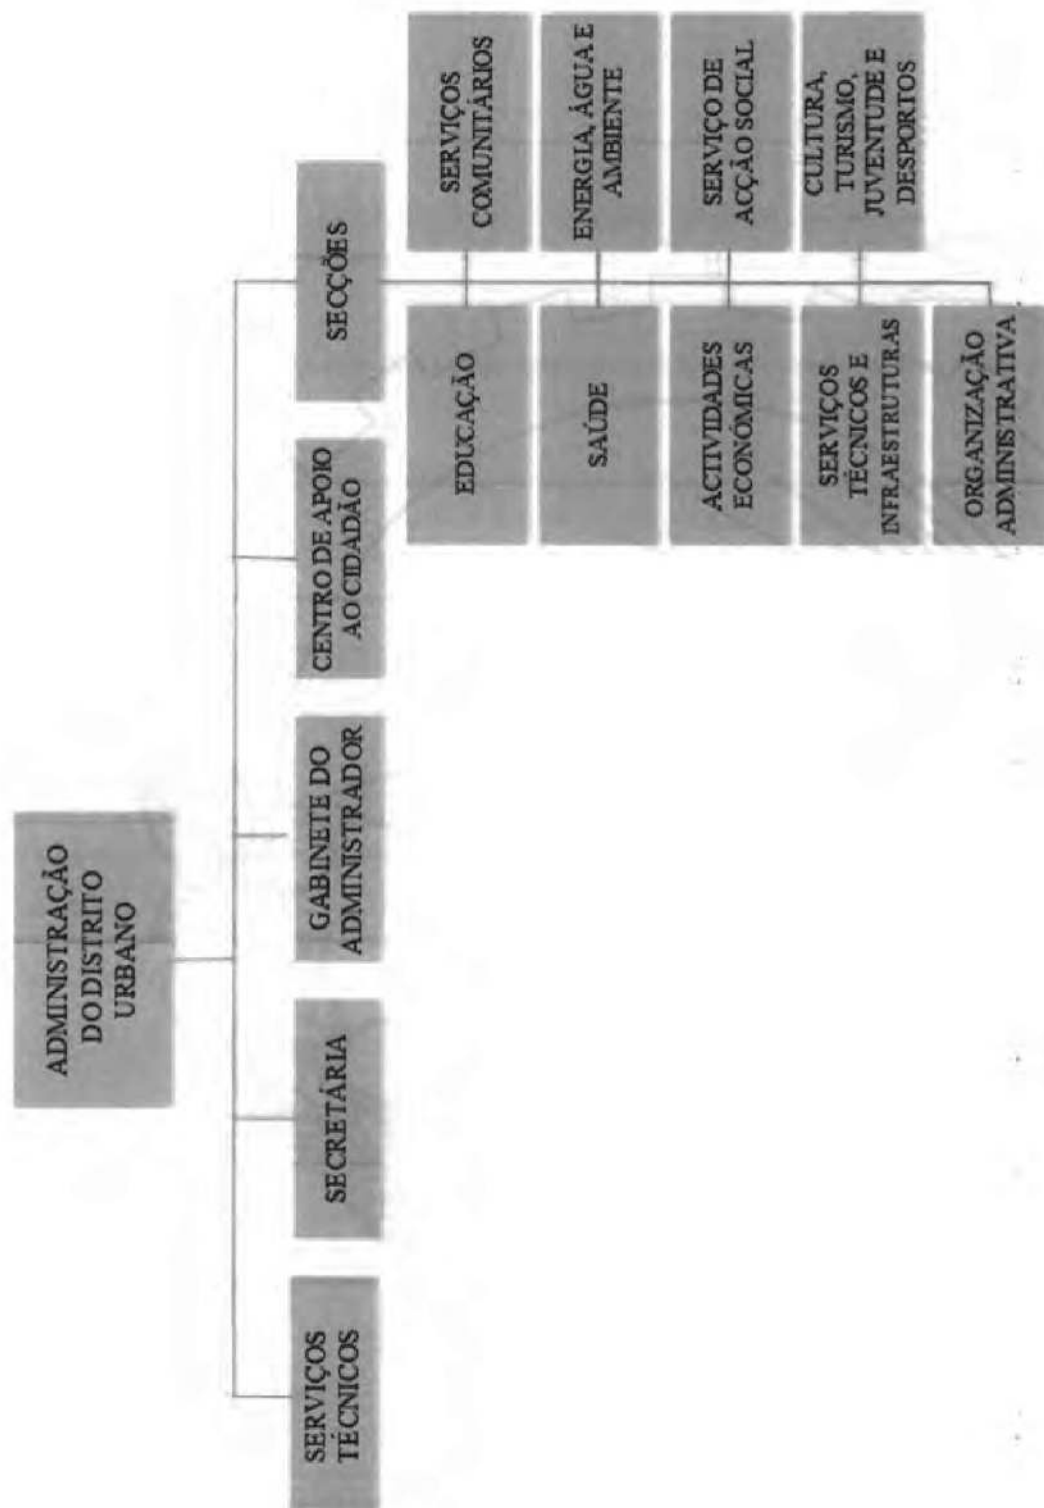 ADMINISTRAÇÃO
DO DISTRITO
URBANO
SERVIÇOS
TÉCNICOS
SECRETÁRIA
GABINETE DO
ADMINISTRADOR
CENTRO DE APOIO
AO CIDADÃO
SECÇÕES
EDUCAÇÃO
SERVIÇOS
COMUNITÁRIOS
SAÚDE
ENERGIA, ÁGUA E
AMBIENTE
ACTIVIDADES
ECONÓMICAS
SERVIÇO DE
ACÇÃO SOCIAL
SERVIÇOS
TÉCNICOS E
INFRAESTRUTURAS
CULTURA,
TURISMO,
JUVENTUDE E
DESPORTOS
ORGANIZAÇÃO
ADMINISTRATIVA